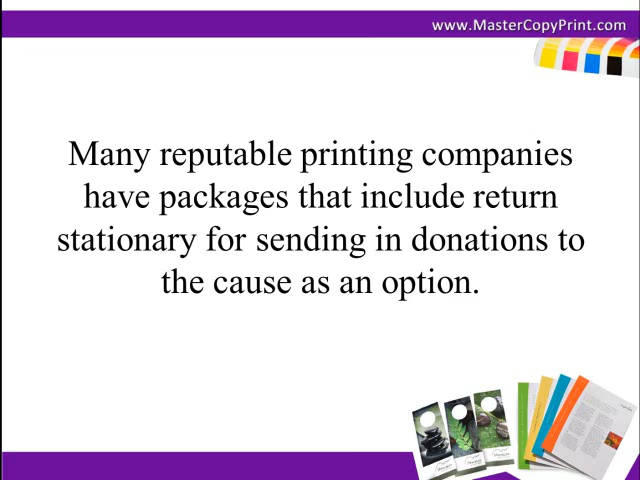 www.MasterCopyPrint.com
Many reputable printing companies
have packages that include return
stationary for sending in donations to
the cause as an option.